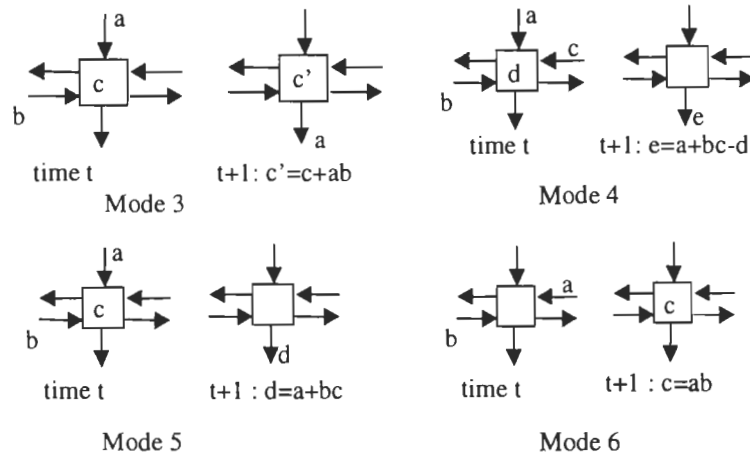 a
a
c
c
c'
d
b
a
b
e
time t
t+1: c'=c+ab
time t
t+1: e=a+bc-d
Mode 3
Mode 4
a
a
c
c
b
d
b
time t
t+1 : d=a+bc
time t
t+1: c=ab
Mode 5
Mode 6